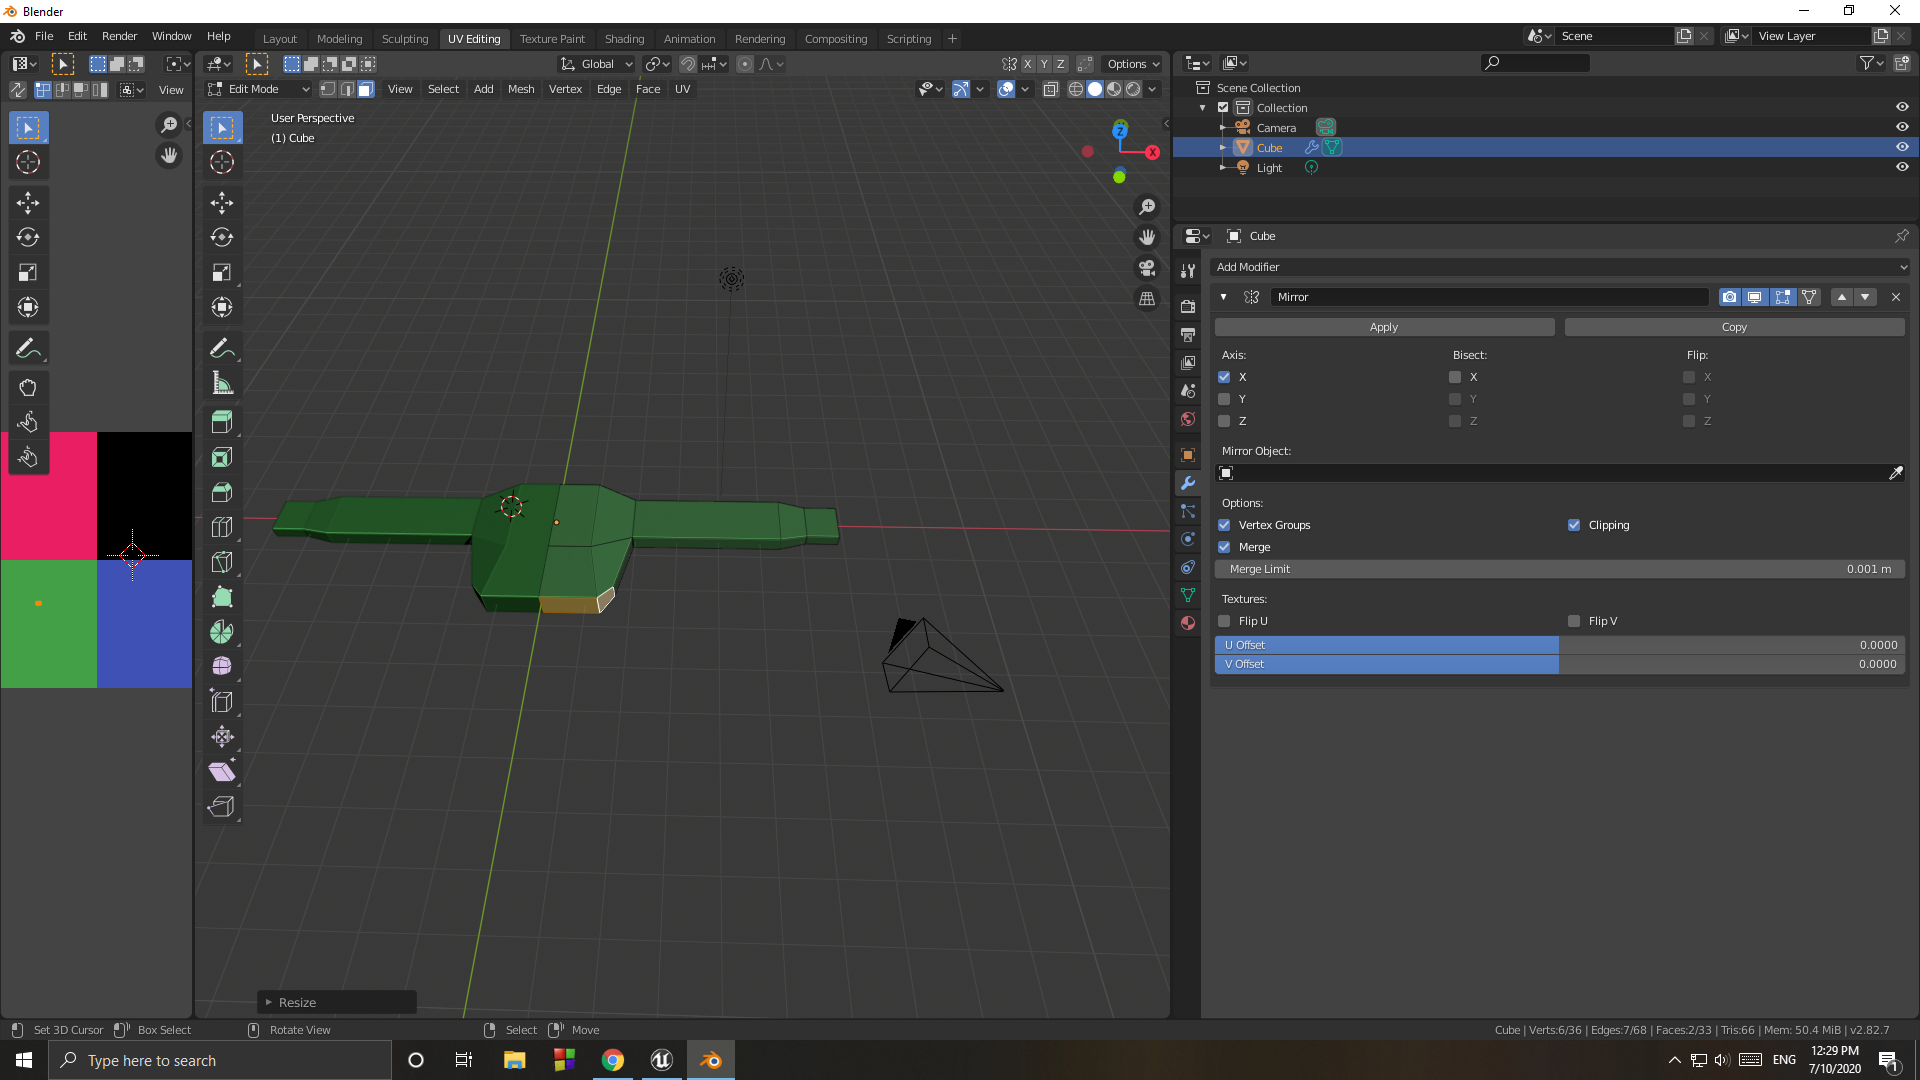 Blender
File Edit Render Window Help
Layout Modeling Sculpting UV Editing Texture Paint Shading Animation Rendering Compositing Scripting +
Scene
View Layer
Global
X Y Z
Options
View
Edit Mode
View Select Add Mesh Vertex Edge Face UV
User Perspective
(1) Cube
Z
X
Scene Collection
Collection
Camera
Cube
Light
Cube
Add Modifier
Mirror
Apply
Copy
Axis:
Bisect:
Flip:
X
X
X
Y
Y
Y
Z
Z
Z
Mirror Object:
Options:
Vertex Groups
Clipping
Merge
Merge Limit
0.001 m
Textures:
Flip U
Flip V
U Offset
0.0000
V Offset
0.0000
Resize
Set 3D Cursor
Box Select
Rotate View
Select
Move
Cube | Verts:6/36 | Edges:7/68 | Faces:2/33 | Tris:66 | Mem: 50.4 MiB | v2.82.7
Type here to search
ENG
12:29 PM
7/10/2020
1